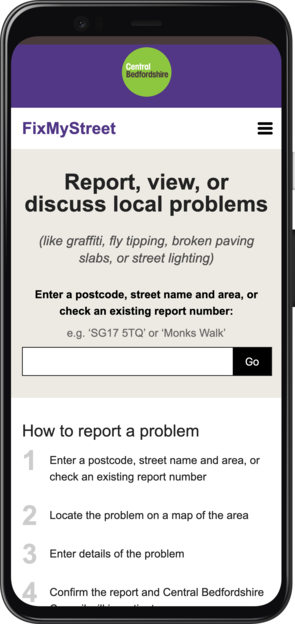 Central
Bedfordshire
FixMyStreet
Report, view, or
discuss local problems
(like graffiti, fly tipping, broken paving
slabs, or street lighting)
Enter a postcode, street name and area, or
check an existing report number:
e.g. ‘SG17 5TQ’ or ‘Monks Walk’
Go
How to report a problem
1 Enter a postcode, street name and area, or
check an existing report number
2 Locate the problem on a map of the area
3 Enter details of the problem
4 Confirm the report and Central Bedfordshire